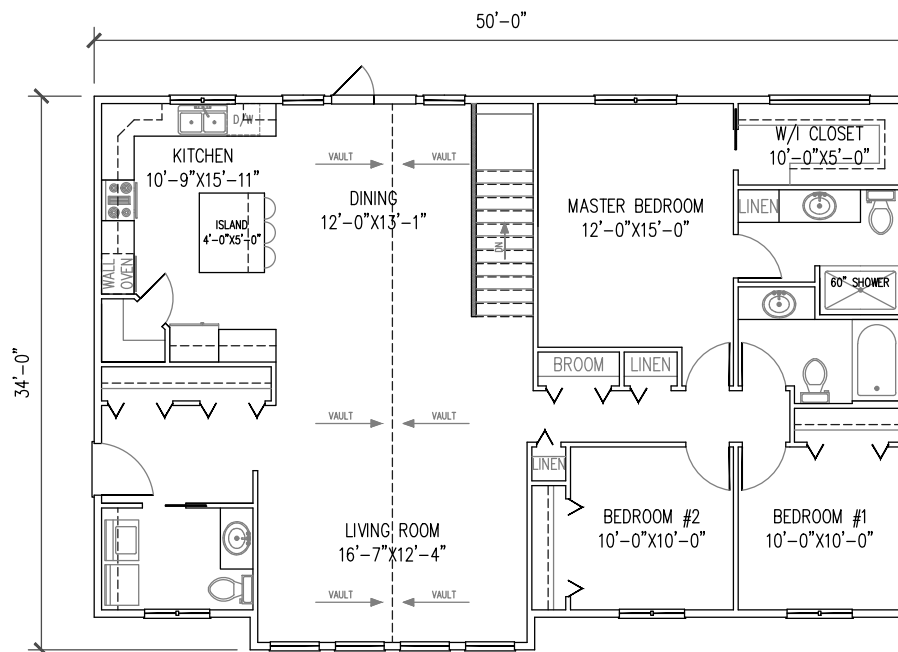 50'-0"
34'-0"
D/W
KITCHEN
10'-9"X15'-11"
ISLAND
4'-0"X5'-0"
WALL
OVEN
VAULT
VAULT
DINING
12'-0"X13'-1"
DN
MASTER BEDROOM
12'-0"X15'-0"
W/I CLOSET
10'-0"X5'-0"
LINEN
60" SHOWER
BROOM
LINEN
VAULT
VAULT
LINEN
LIVING ROOM
16'-7"X12'-4"
BEDROOM #2
10'-0"X10'-0"
BEDROOM #1
10'-0"X10'-0"
VAULT
VAULT